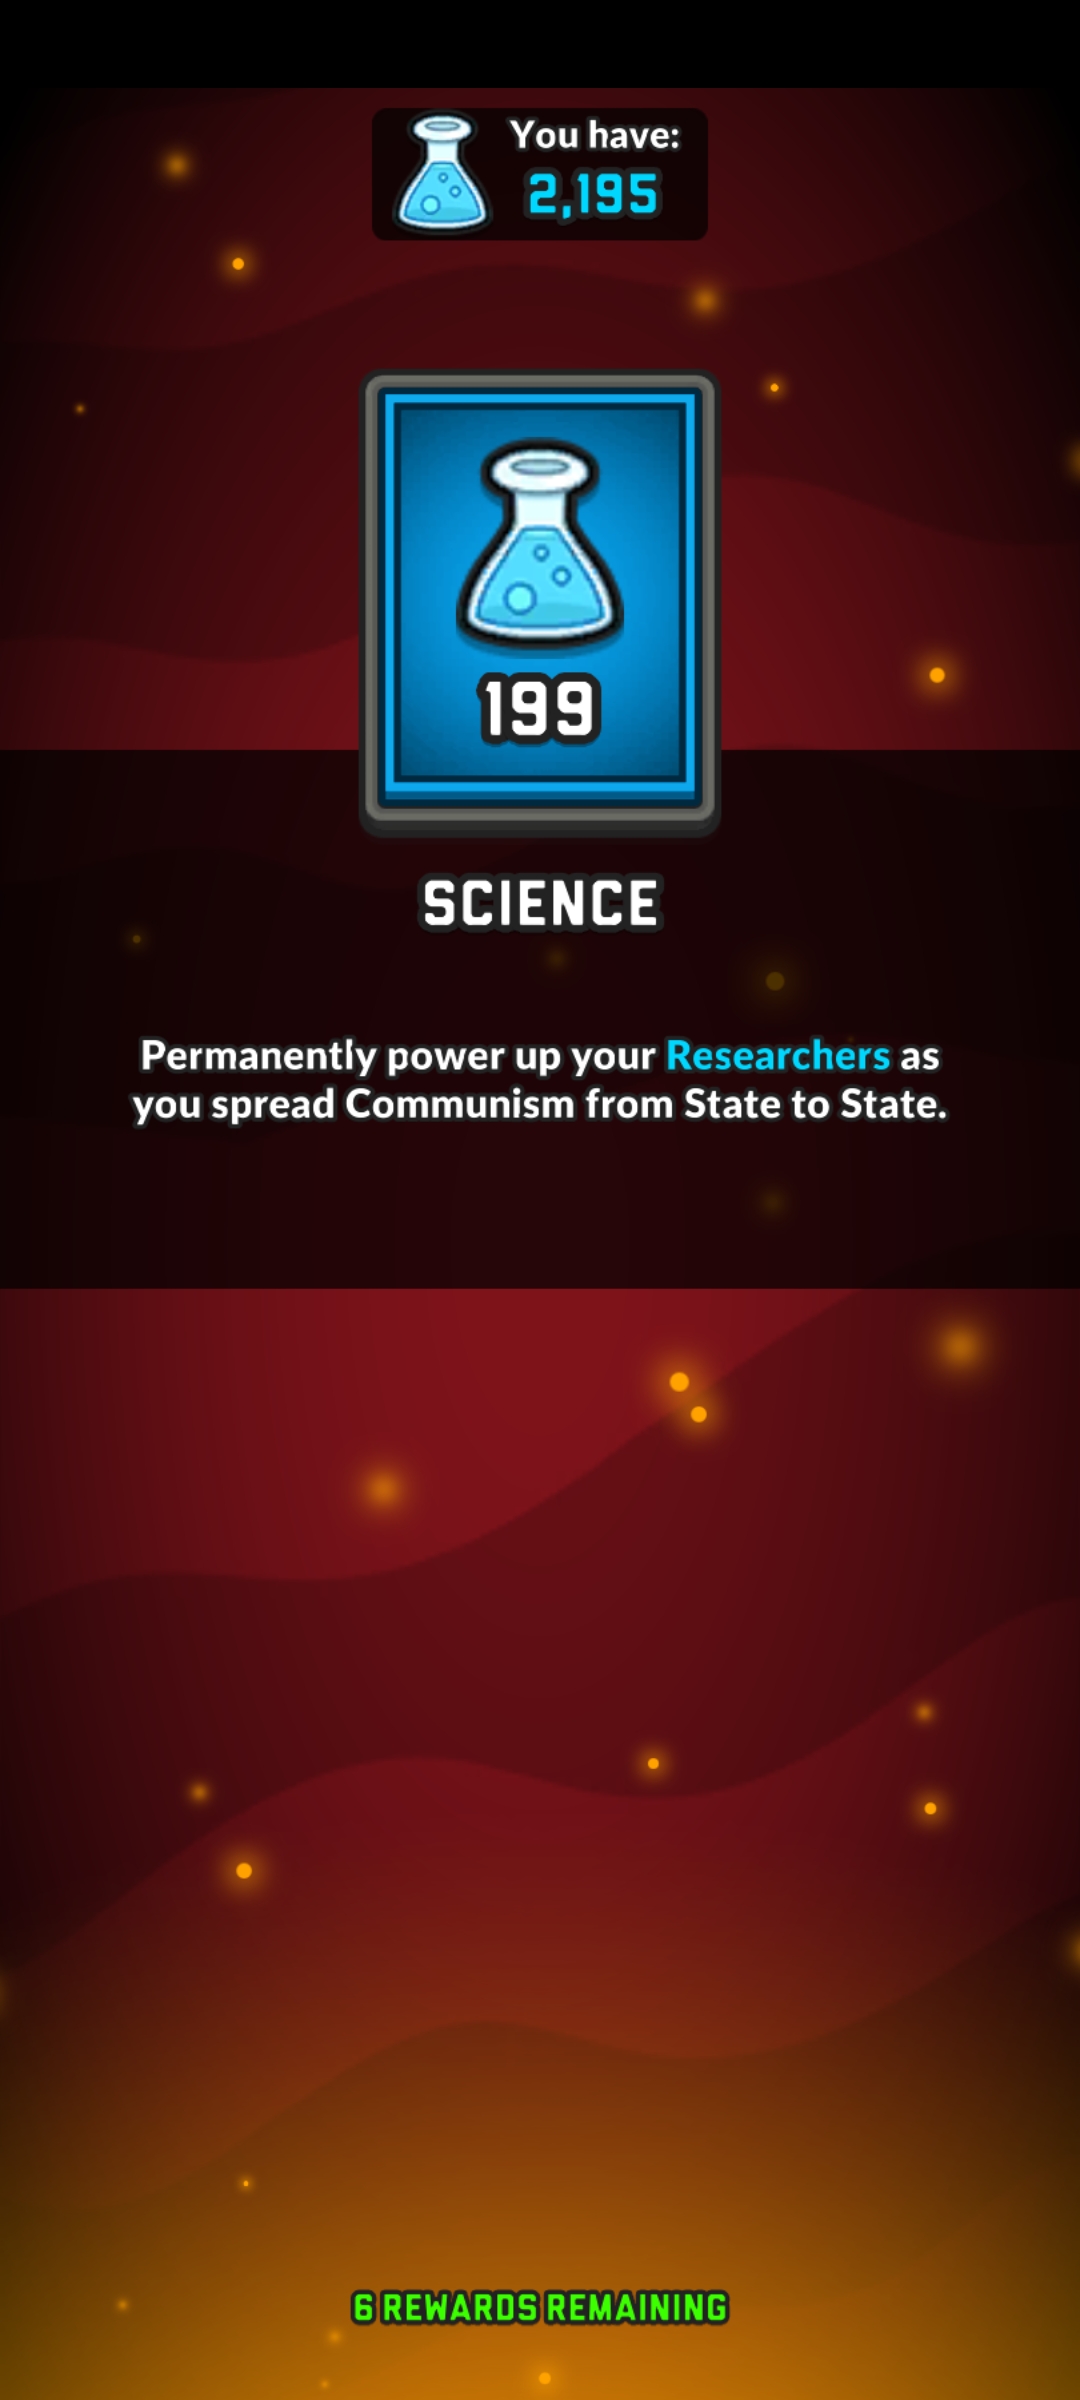 You have:
2,195
199
SCIENCE
Permanently power up your Researchers as
you spread Communism from State to State.
6 REWARDS REMAINING